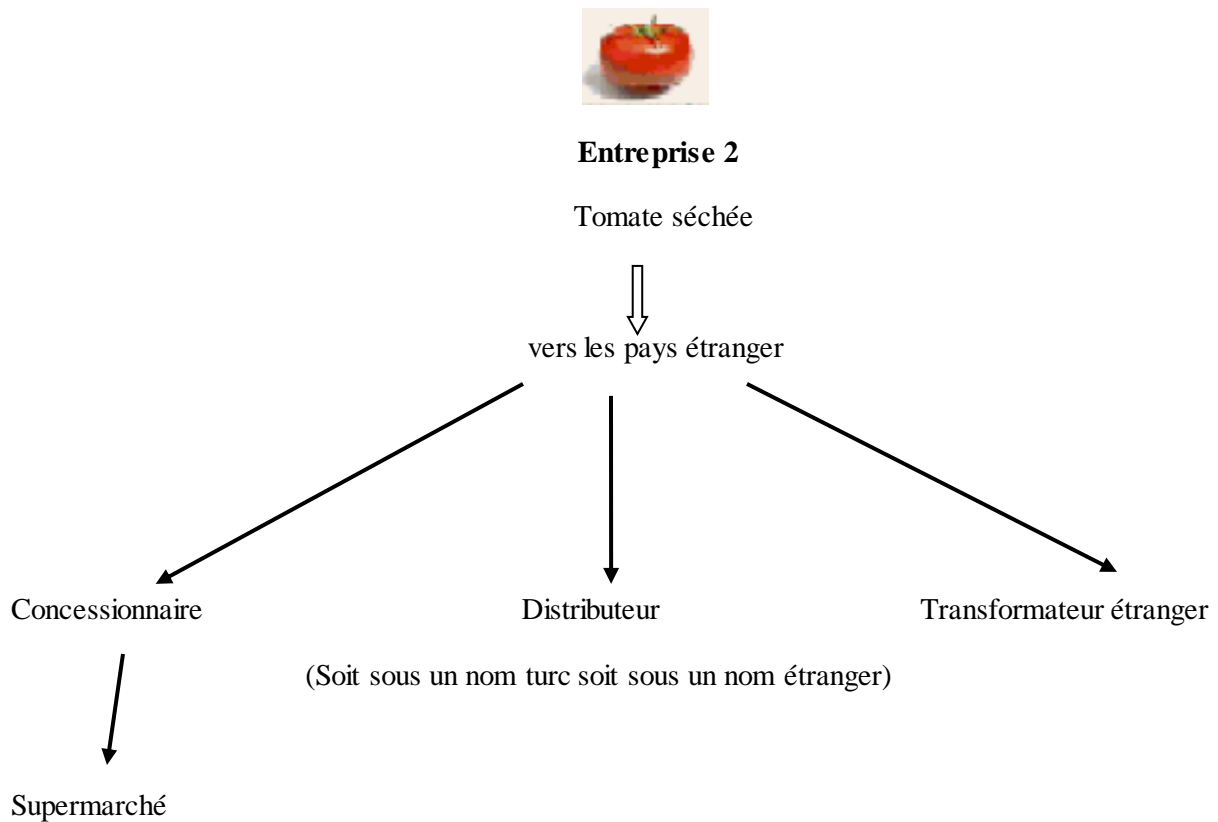 Entreprise 2
Tomate séchée
vers les pays étranger
Concessionnaire
Distributeur
Transformateur étranger
(Soit sous un nom turc soit sous un nom étranger)
Supermarché